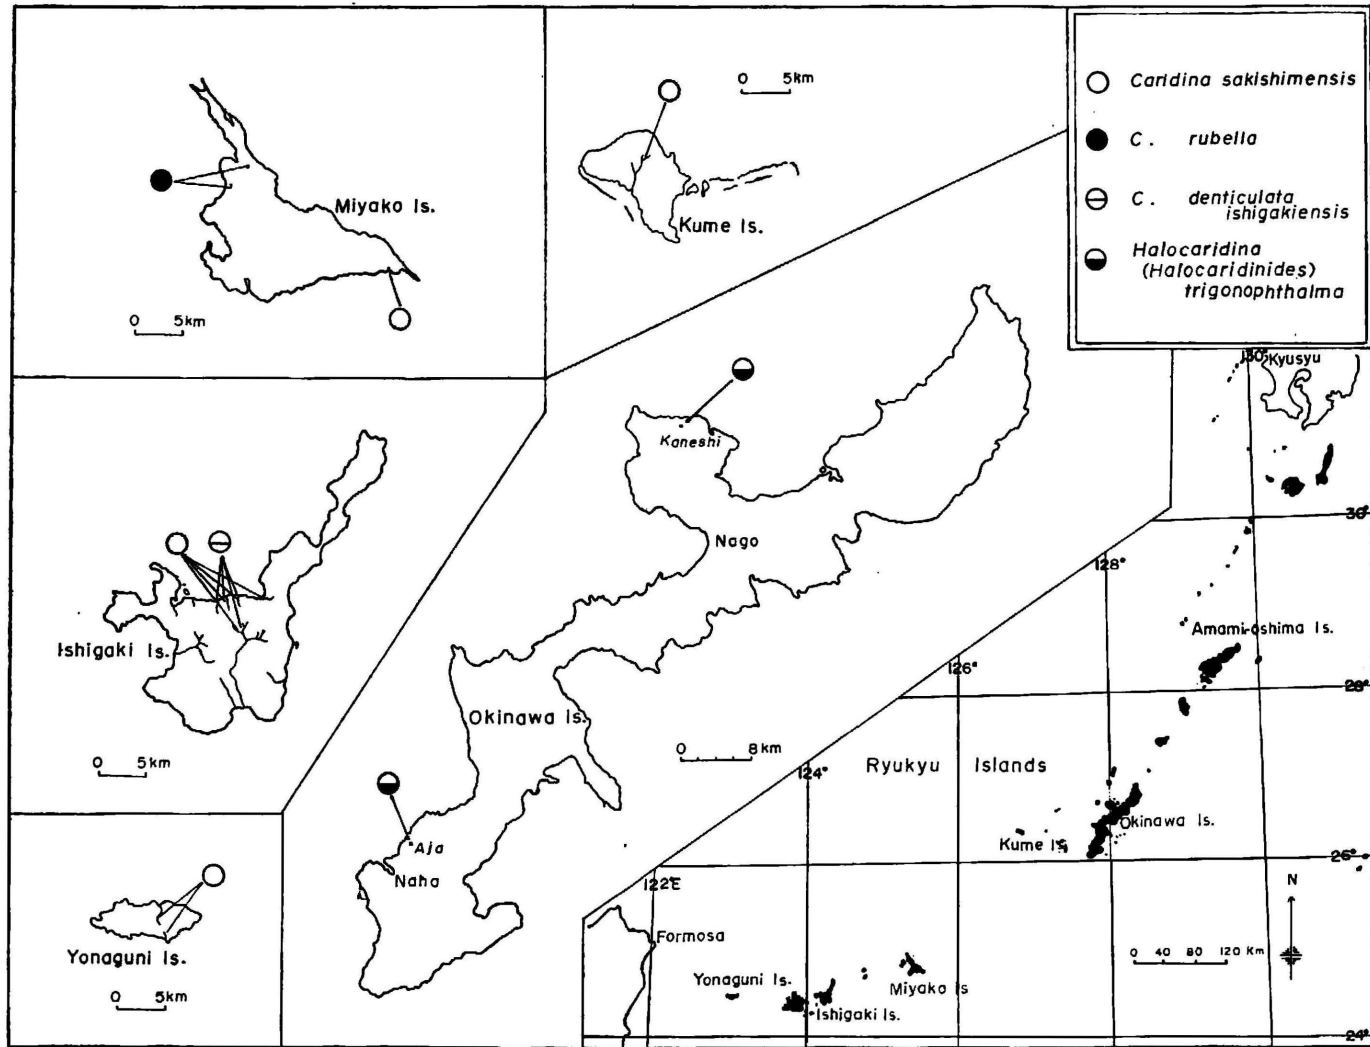 Miyako Is.
0 5km
0 5km
Kume Is.
Caridina sakishimensis
C. rubella
C. denticulata
ishigakiensis
Halocaridina
(Halocaridinides)
trigonophthalma
Ishigaki Is.
0 5km
Kaneshi
Nago
Okinawa Is.
0 8km
Aja
Naha
Yonaguni Is.
0 5km
130°
Kyusyu
30°
128°
Amami-oshima Is.
126°
28°
124°
Ryukyu Islands
Kume Is.
Okinawa Is.
26°
122°E
N
Formosa
0 40 80 120 Km
Yonaguni Is.
Miyako Is
Ishigaki Is.
24°